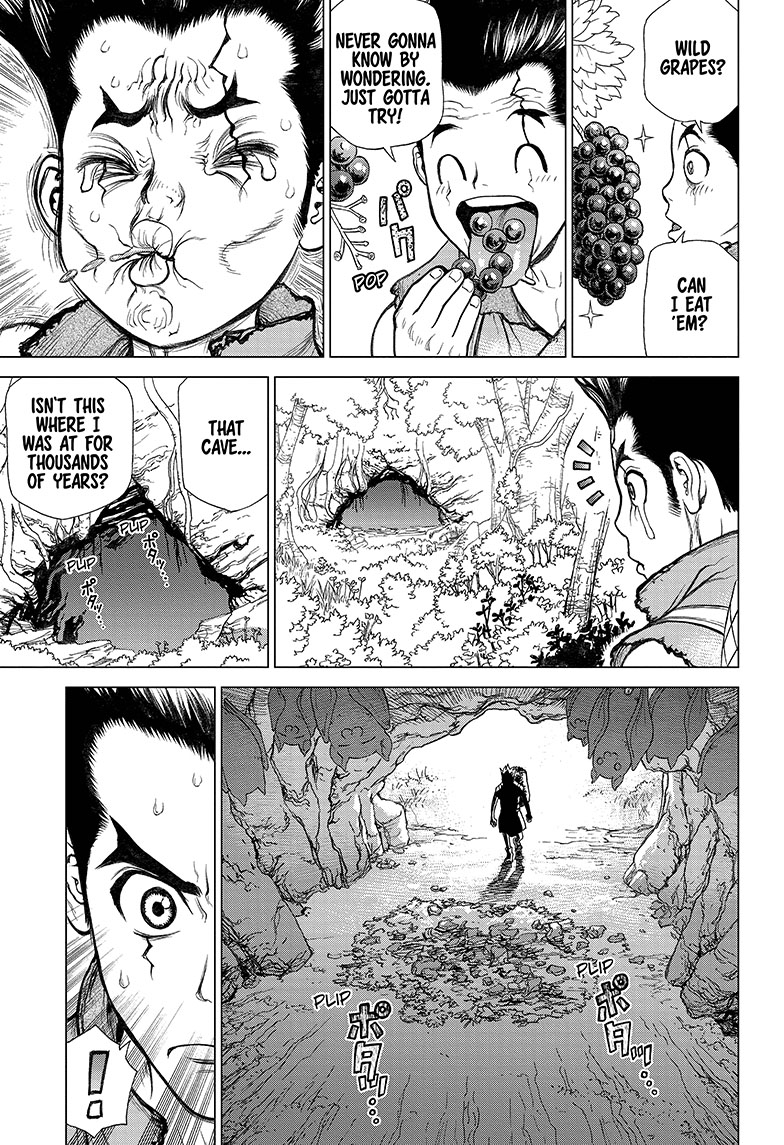 WILD
GRAPES?
CAN
I EAT
'EM?
NEVER GONNA
KNOW BY
WONDERING.
JUST GOTTA
TRY!
パク
POP
THAT
CAVE...
ISN'T THIS
WHERE I
WAS AT FOR
THOUSANDS
OF YEARS?
PLIP
ポタッ…
PLIP
ポタッ…
PLIP
ポタッ…
PLIP
ポタッ…
!